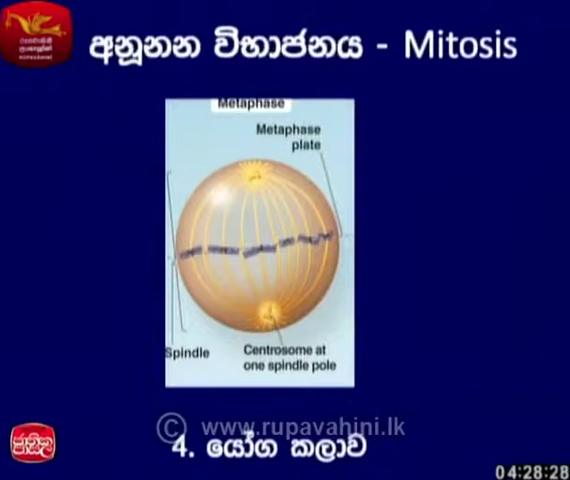 අනූනන විභාජනය - Mitosis
Metaphase
Metaphase
plate
Spindle
Centrosome at
one spindle pole
© www.rupavahini.lk
4. යෝග කලාව
ජාතික
පාසල
04:28:28